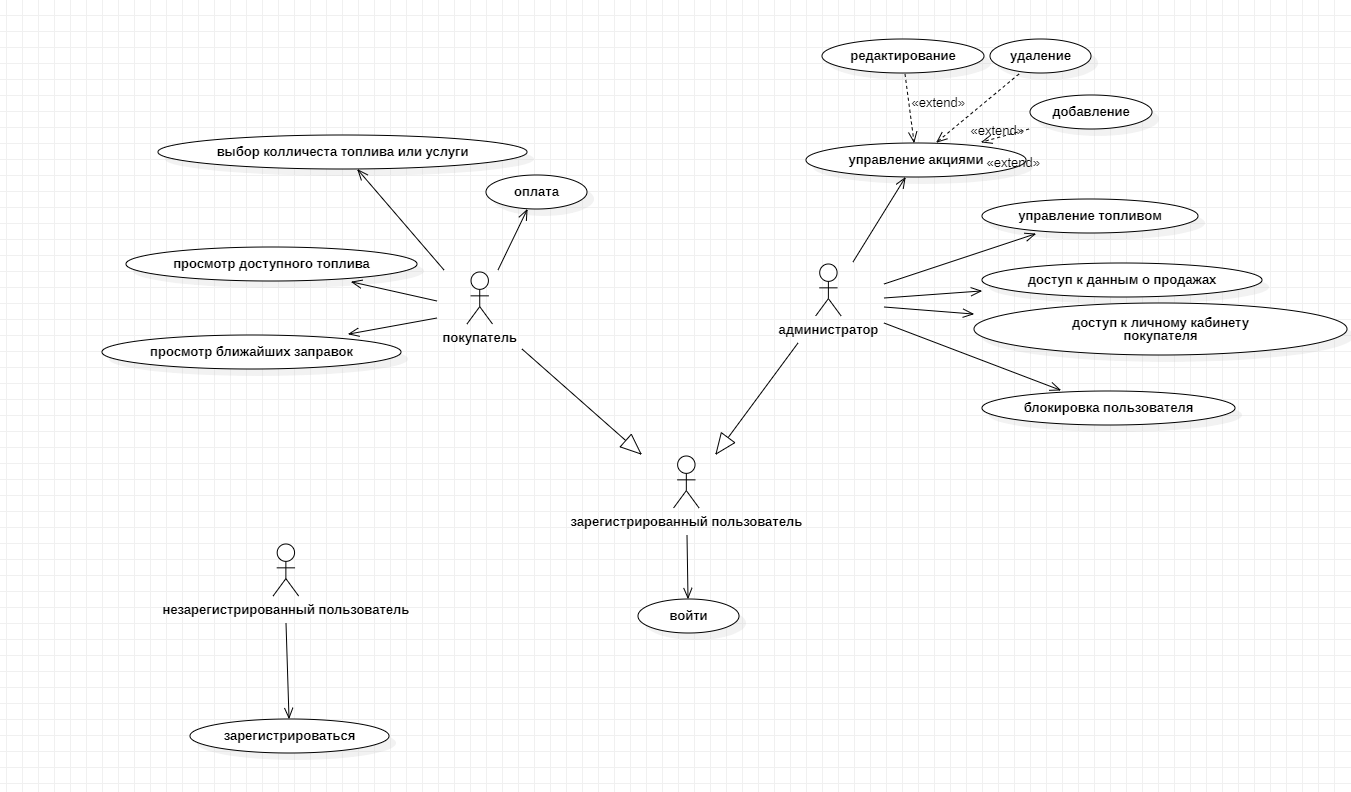 редактирование
удаление
«extend»
добавление
«extend»
выбор колличеста топлива или услуги
управление акциями
«extend»
оплата
управление топливом
просмотр доступного топлива
доступ к данным о продажах
покупатель
администратор
доступ к личному кабинету
покупателя
просмотр ближайших заправок
блокировка пользователя
зарегистрированный пользователь
незарегистрированный пользователь
войти
зарегистрироваться